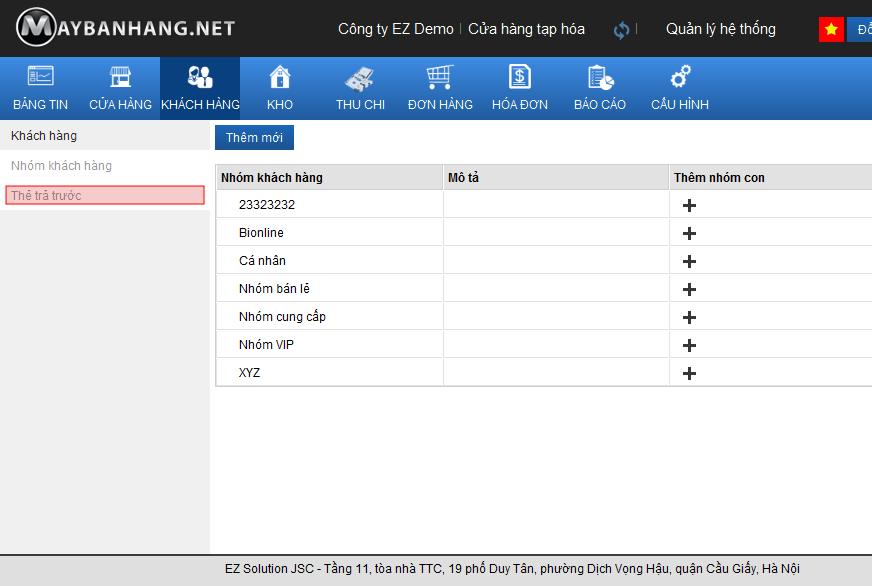 MAYBANHANG.NET
Công ty EZ Demo | Cửa hàng tạp hóa | Quản lý hệ thống
BẢNG TIN CỬA HÀNG KHÁCH HÀNG KHO THU CHI ĐƠN HÀNG HÓA ĐƠN BÁO CÁO CẤU HÌNH
Khách hàng
Nhóm khách hàng
Thẻ trả trước
Thêm mới
Nhóm khách hàng Mô tả Thêm nhóm con
23323232
Bionline
Cá nhân
Nhóm bán lẻ
Nhóm cung cấp
Nhóm VIP
XYZ
EZ Solution JSC - Tầng 11, tòa nhà TTC, 19 phố Duy Tân, phường Dịch Vọng Hậu, quận Cầu Giấy, Hà Nội